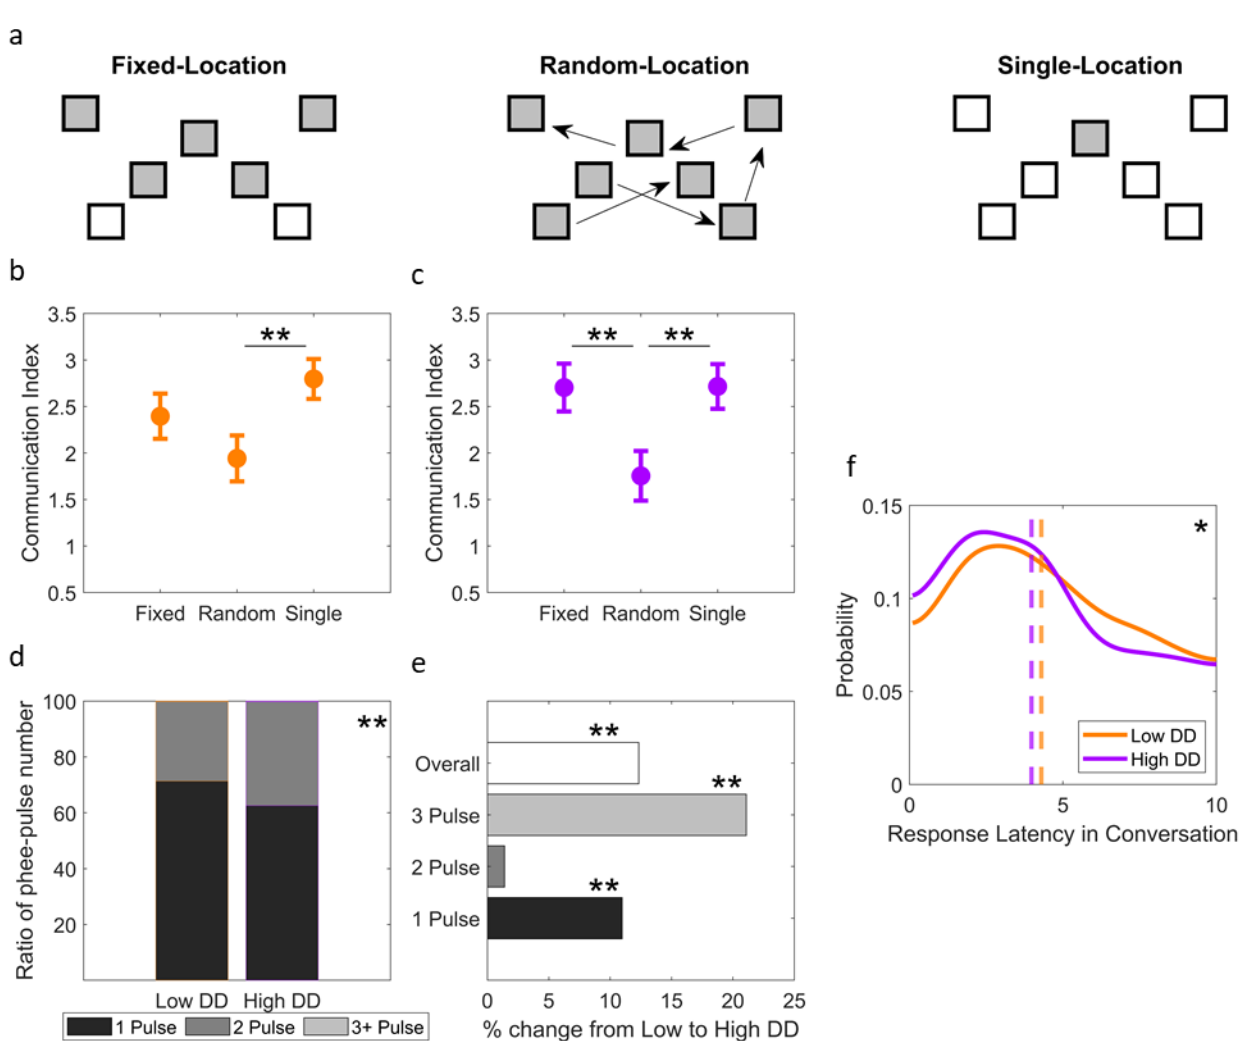 a
Fixed-Location
Random-Location
Single-Location
b
Communication Index
3.5
3
2.5
2
1.5
1
0.5
**
Fixed Random Single
c
Communication Index
3.5
3
2.5
2
1.5
1
0.5
** **
Fixed Random Single
d
Ratio of phee-pulse number
100
80
60
40
20
**
Low DD High DD
1 Pulse 2 Pulse 3+ Pulse
e
Overall
3 Pulse
2 Pulse
1 Pulse
**
**
**
0 5 10 15 20 25
% change from Low to High DD
f
Probability
0.15
0.1
0.05
0
*
Low DD
High DD
0 5 10
Response Latency in Conversation